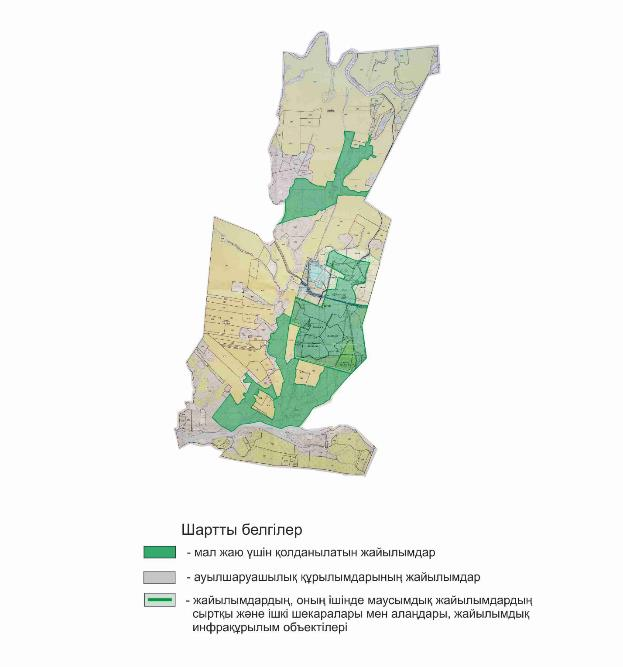 Шартты белгілер
- мал жаю үшін қолданылатын жайылымдар
- ауылшаруашылық құрылымдарының жайылымдар
- жайылымдардың, оның ішінде маусымдық жайылымдардың
сыртқы және ішкі шекаралары мен алаңдары, жайылымдық
инфрақұрылым объектілері